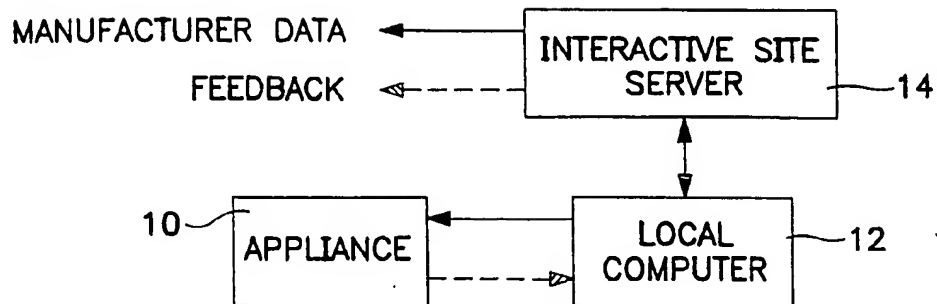 MANUFACTURER DATA
FEEDBACK
INTERACTIVE SITE
SERVER
14
10
APPLIANCE
LOCAL
COMPUTER
12